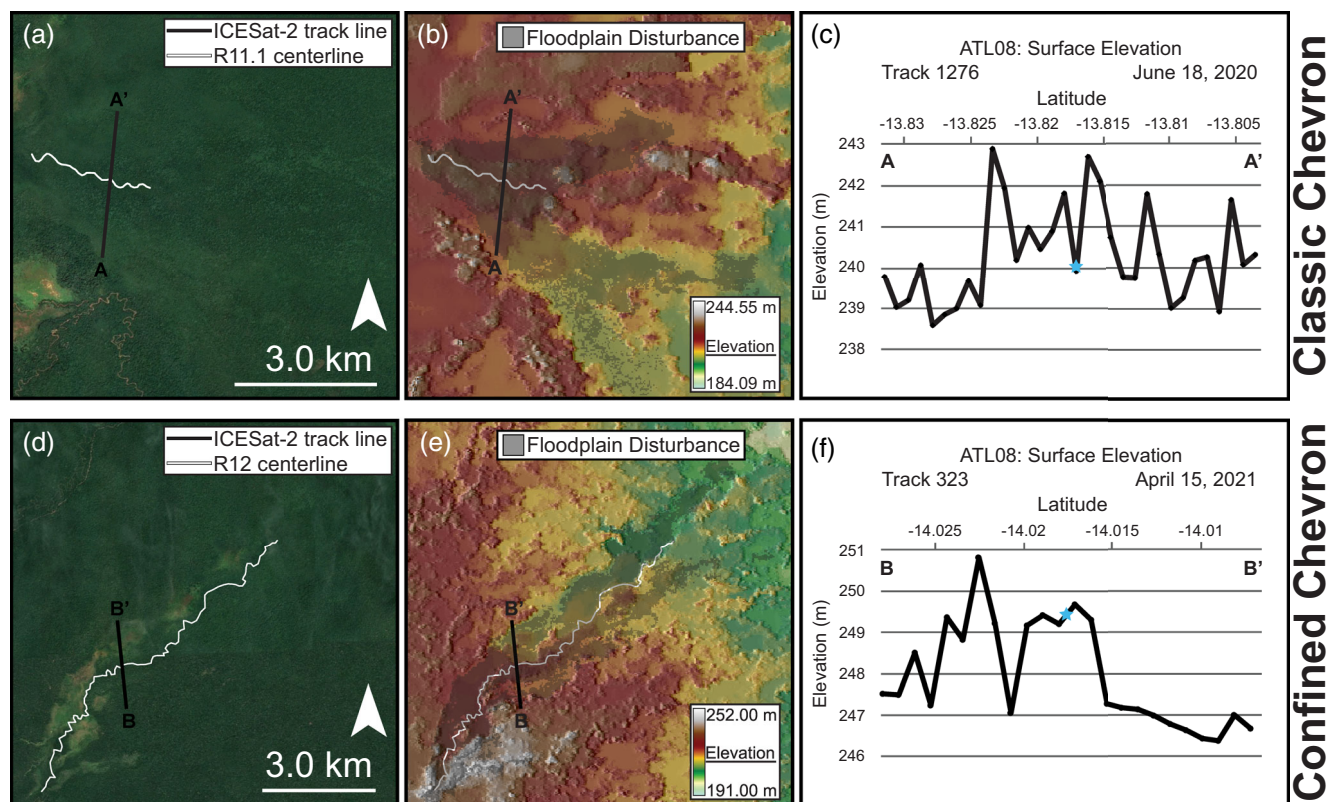 (a)
ICESat-2 track line
R11.1 centerline
A'
A
3.0 km
(b)
Floodplain Disturbance
A'
A
244.55 m
Elevation
184.09 m
(c)
ATL08: Surface Elevation
Track 1276 June 18, 2020
Latitude
-13.83 -13.825 -13.82 -13.815 -13.81 -13.805
243
A A'
242
241
240
239
238
Elevation (m)
Classic Chevron
(d)
ICESat-2 track line
R12 centerline
B'
B
3.0 km
(e)
Floodplain Disturbance
B'
B
252.00 m
Elevation
191.00 m
(f)
ATL08: Surface Elevation
Track 323 April 15, 2021
Latitude
-14.025 -14.02 -14.015 -14.01
251
B B'
250
249
248
247
246
Elevation (m)
Confined Chevron